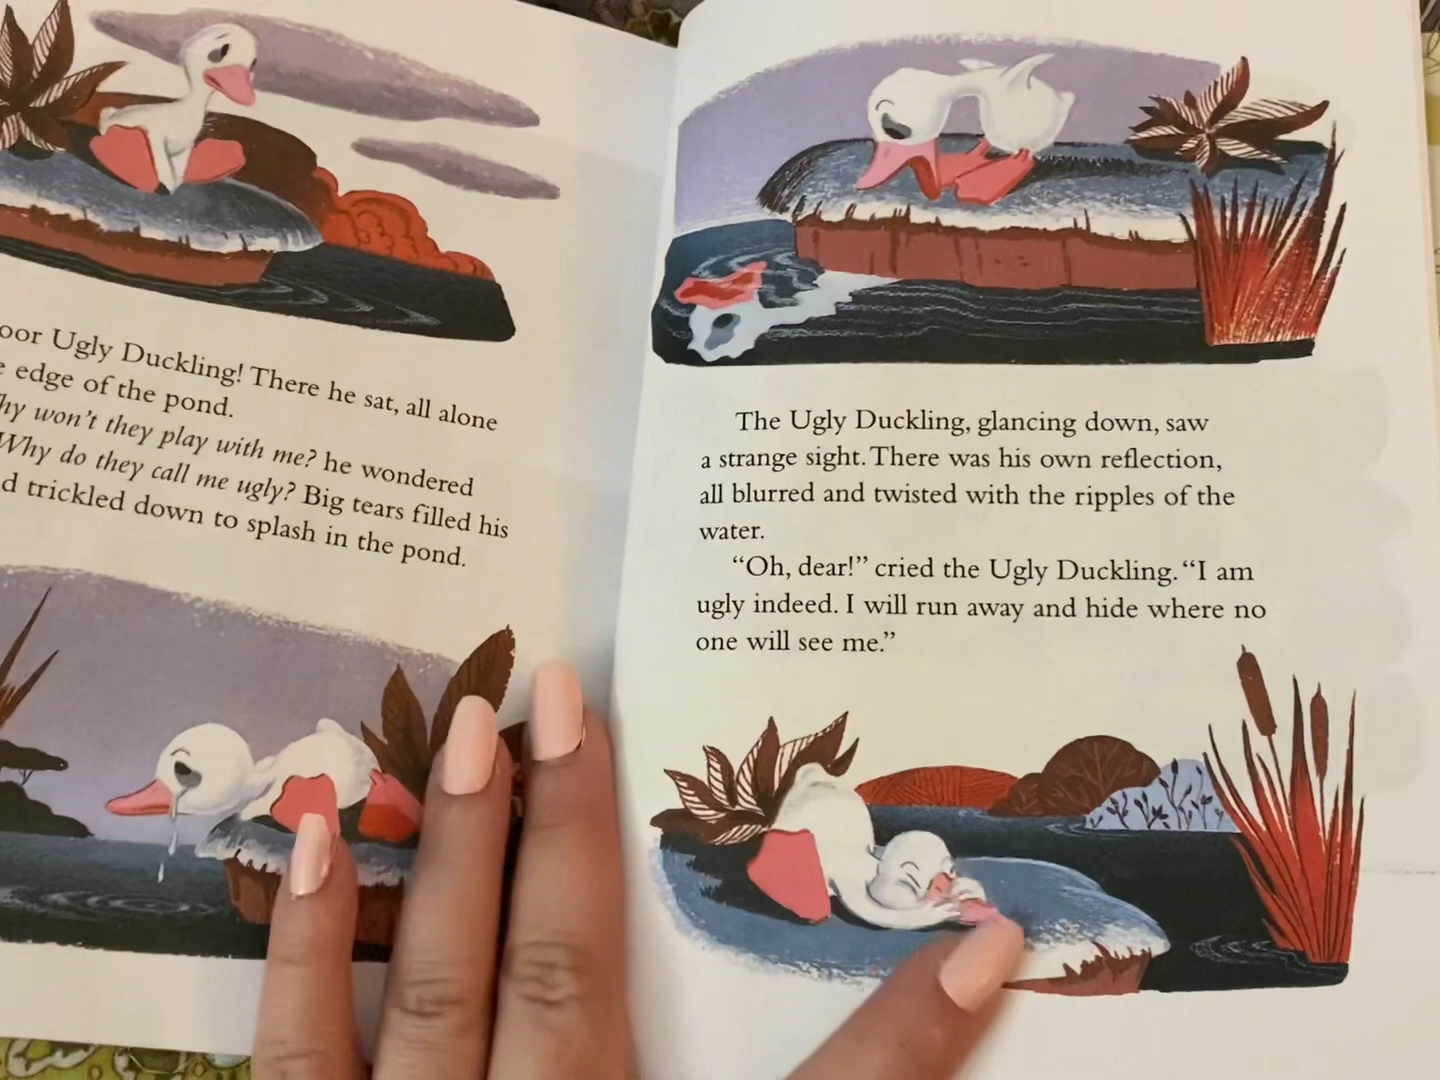 oor Ugly Duckling! There he sat, all alone
edge of the pond.
hy won't they play with me? he wondered
Why do they call me ugly? Big tears filled his
d trickled down to splash in the pond.
The Ugly Duckling, glancing down, saw
a strange sight. There was his own reflection,
all blurred and twisted with the ripples of the
water.
“Oh, dear!” cried the Ugly Duckling. “I am
ugly indeed. I will run away and hide where no
one will see me.”